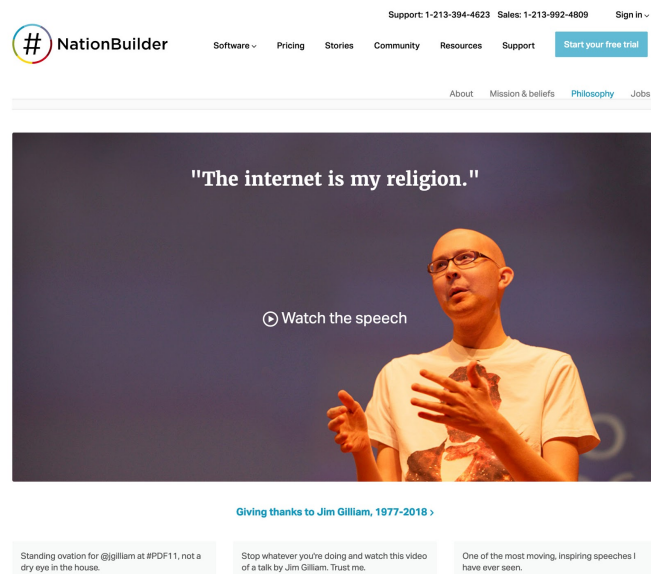 Support: 1-213-394-4623 Sales: 1-213-992-4809 Sign in
# NationBuilder
Software Pricing Stories Community Resources Support Start your free trial
About Mission & beliefs Philosophy Jobs
"The internet is my religion."
Watch the speech
Giving thanks to Jim Gilliam, 1977-2018 >
Standing ovation for @jgilliam at #PDF11, not a
dry eye in the house.
Stop whatever you're doing and watch this video
of a talk by Jim Gilliam. Trust me.
One of the most moving, inspiring speeches I
have ever seen.